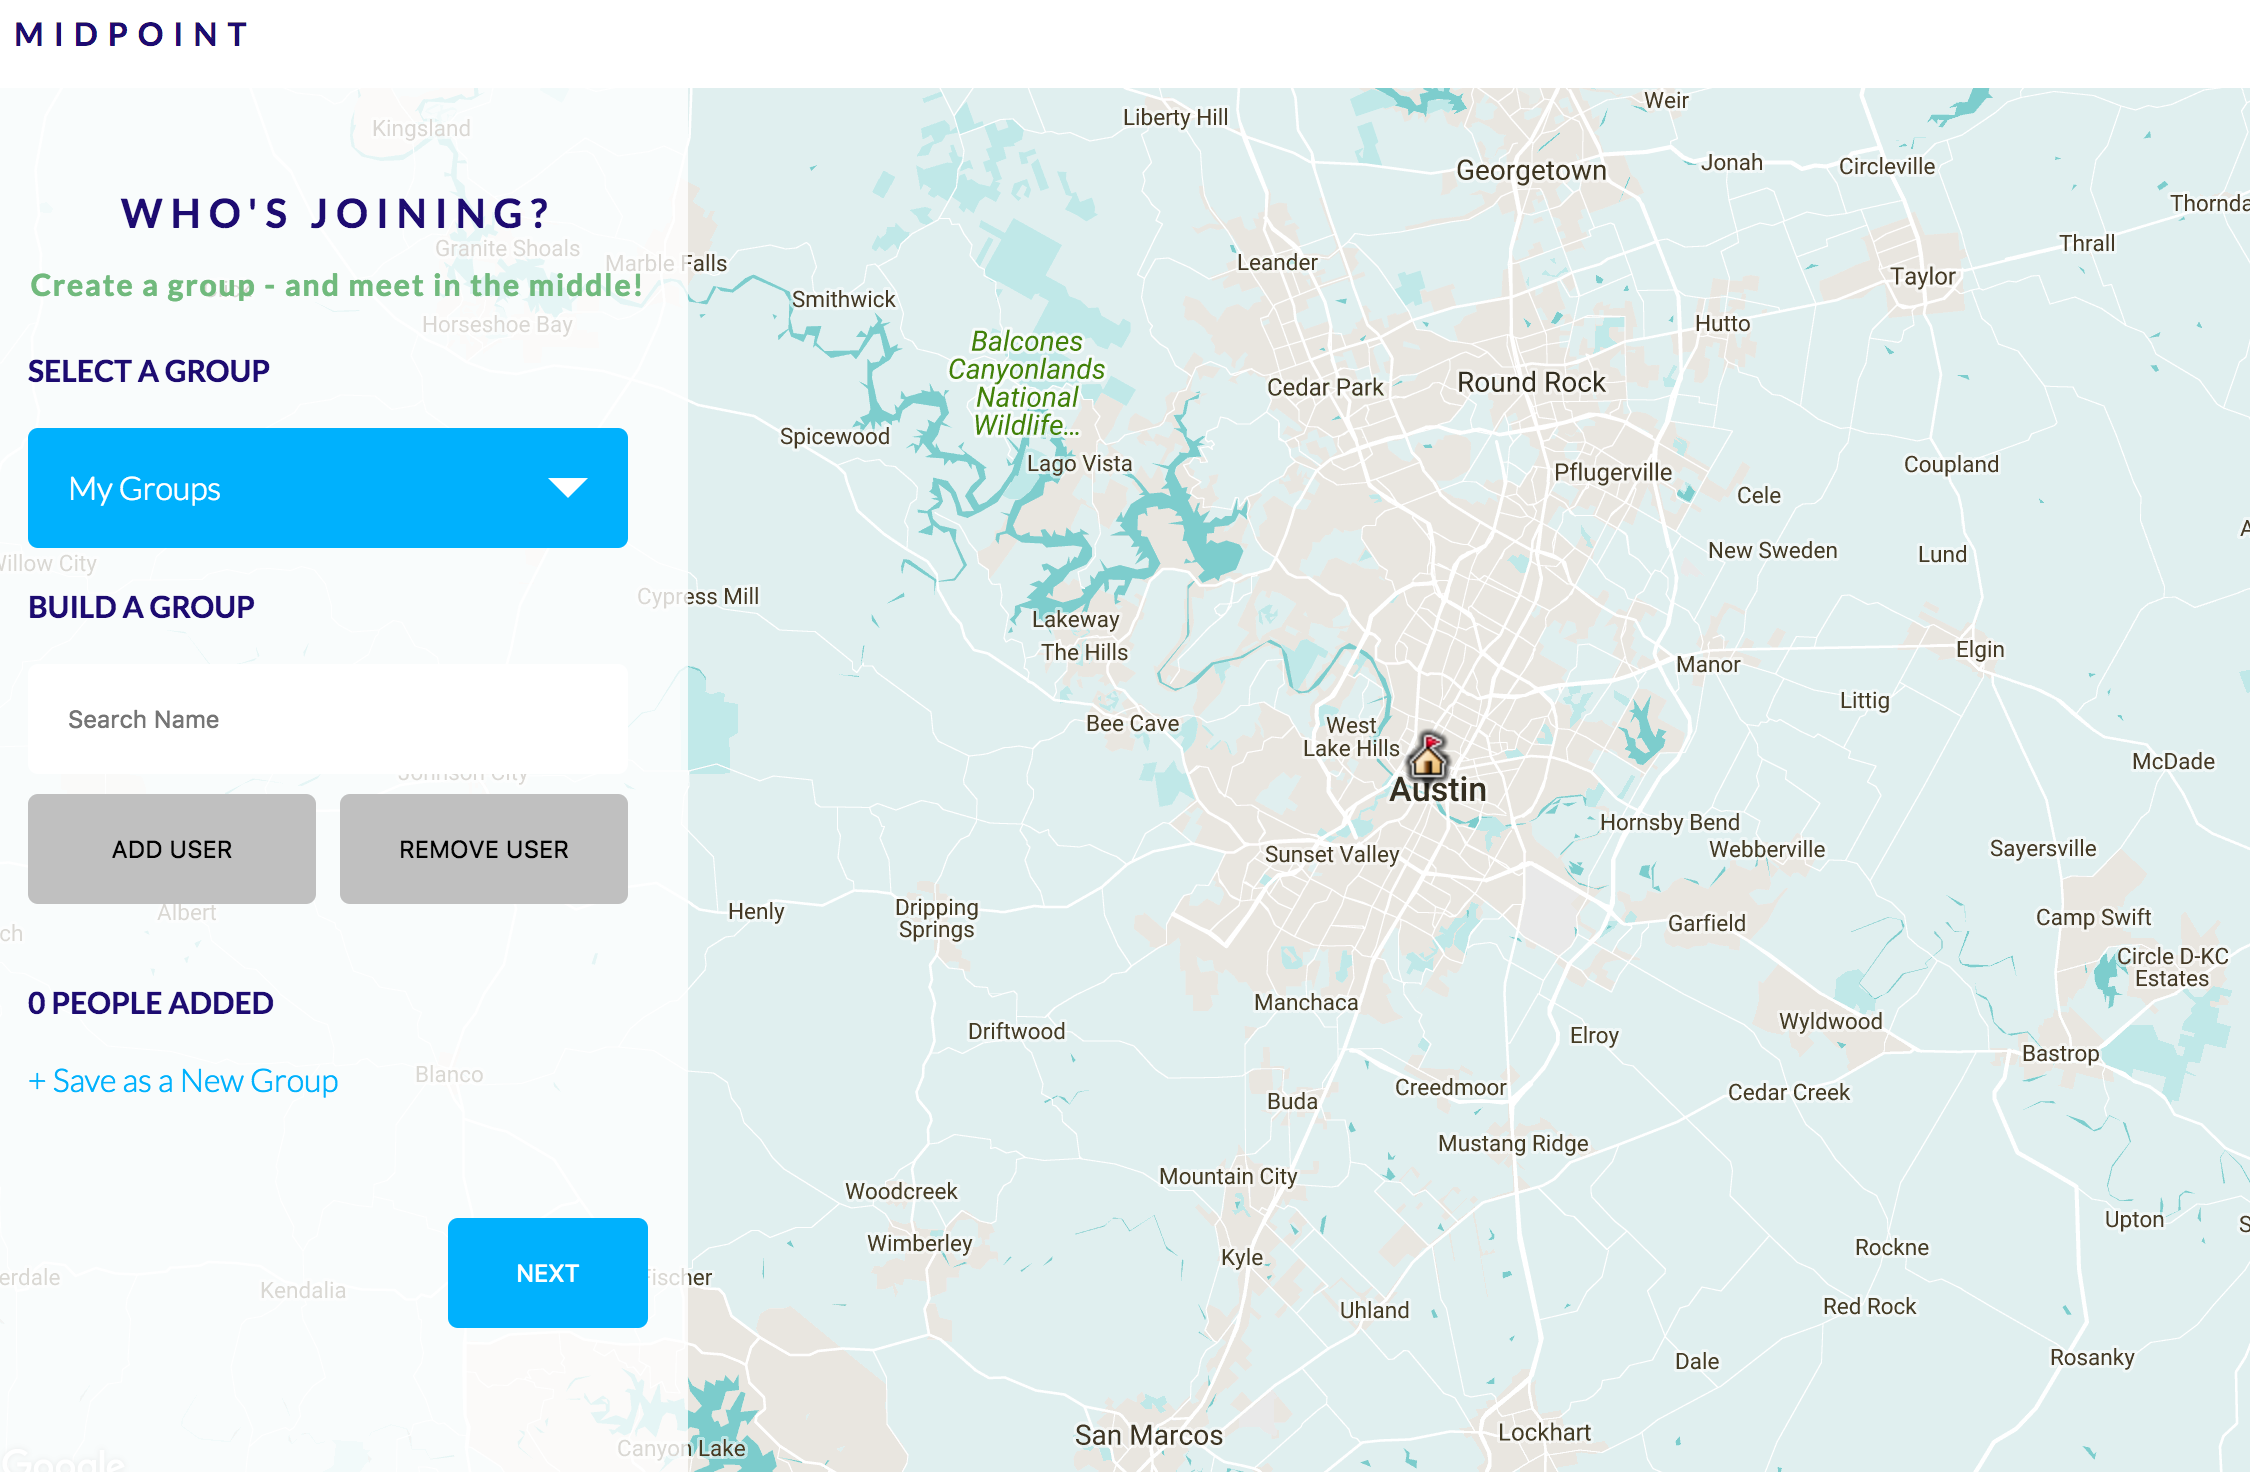 MIDPOINT
WHO'S JOINING?
Create a group - and meet in the middle!
SELECT A GROUP
My Groups
BUILD A GROUP
Search Name
ADD USER
REMOVE USER
0 PEOPLE ADDED
+ Save as a New Group
NEXT
Kingsland
Granite Shoals
Marble Falls
Horseshoe Bay
Willow City
Cypress Mill
Johnson City
Albert
Blanco
Kendalia
Fischer
Canyon Lake
Google
Liberty Hill
Weir
Georgetown
Jonah
Circleville
Thrall
Leander
Taylor
Smithwick
Hutto
Balcones
Canyonlands
National
Wildlife...
Cedar Park
Round Rock
Spicewood
Lago Vista
Pflugerville
Coupland
Cele
New Sweden
Lund
Lakeway
The Hills
Manor
Elgin
Littig
Bee Cave
West
Lake Hills
McDade
Austin
Hornsby Bend
Webberville
Sayersville
Sunset Valley
Henly
Dripping
Springs
Garfield
Camp Swift
Circle D-KC
Estates
Manchaca
Driftwood
Elroy
Wyldwood
Bastrop
Creedmoor
Cedar Creek
Buda
Mustang Ridge
Mountain City
Woodcreek
Wimberley
Upton
Rockne
Kyle
Uhland
Red Rock
Dale
Rosanky
San Marcos
Lockhart